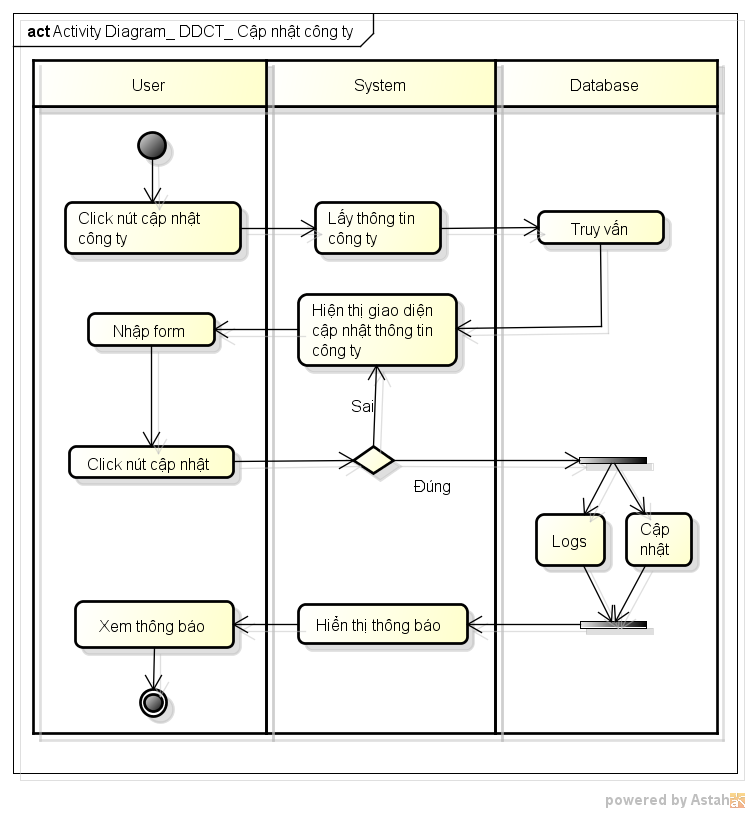 act Activity Diagram_ DDCT_ Cập nhật công ty
User
System
Database
Click nút cập nhật
công ty
Lấy thông tin
công ty
Truy vấn
Hiện thị giao diện
cập nhật thông tin
công ty
Nhập form
Sai
Click nút cập nhật
Đúng
Logs
Cập
nhật
Xem thông báo
Hiển thị thông báo
powered by Astah